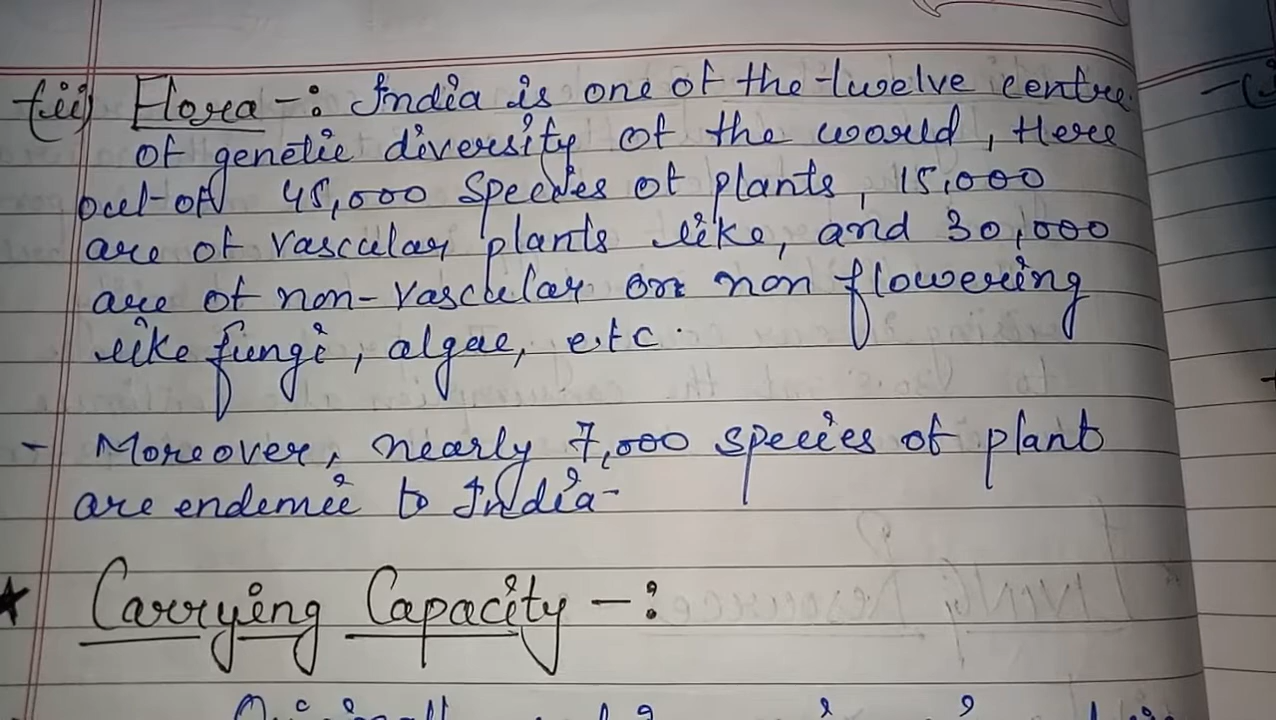 (ii) Flora -: India is one of the twelve centre
of genetic diversity of the woorld, Here
out-of 45,000 Species of plants, 15,000
are of vascular plants like, and 30,000
are of non-vascular or non flowering
like fungi, algae, etc.
- Moreover, nearly 7,000 species of plant
are endemic to India-
★ Carrying Capacity -: